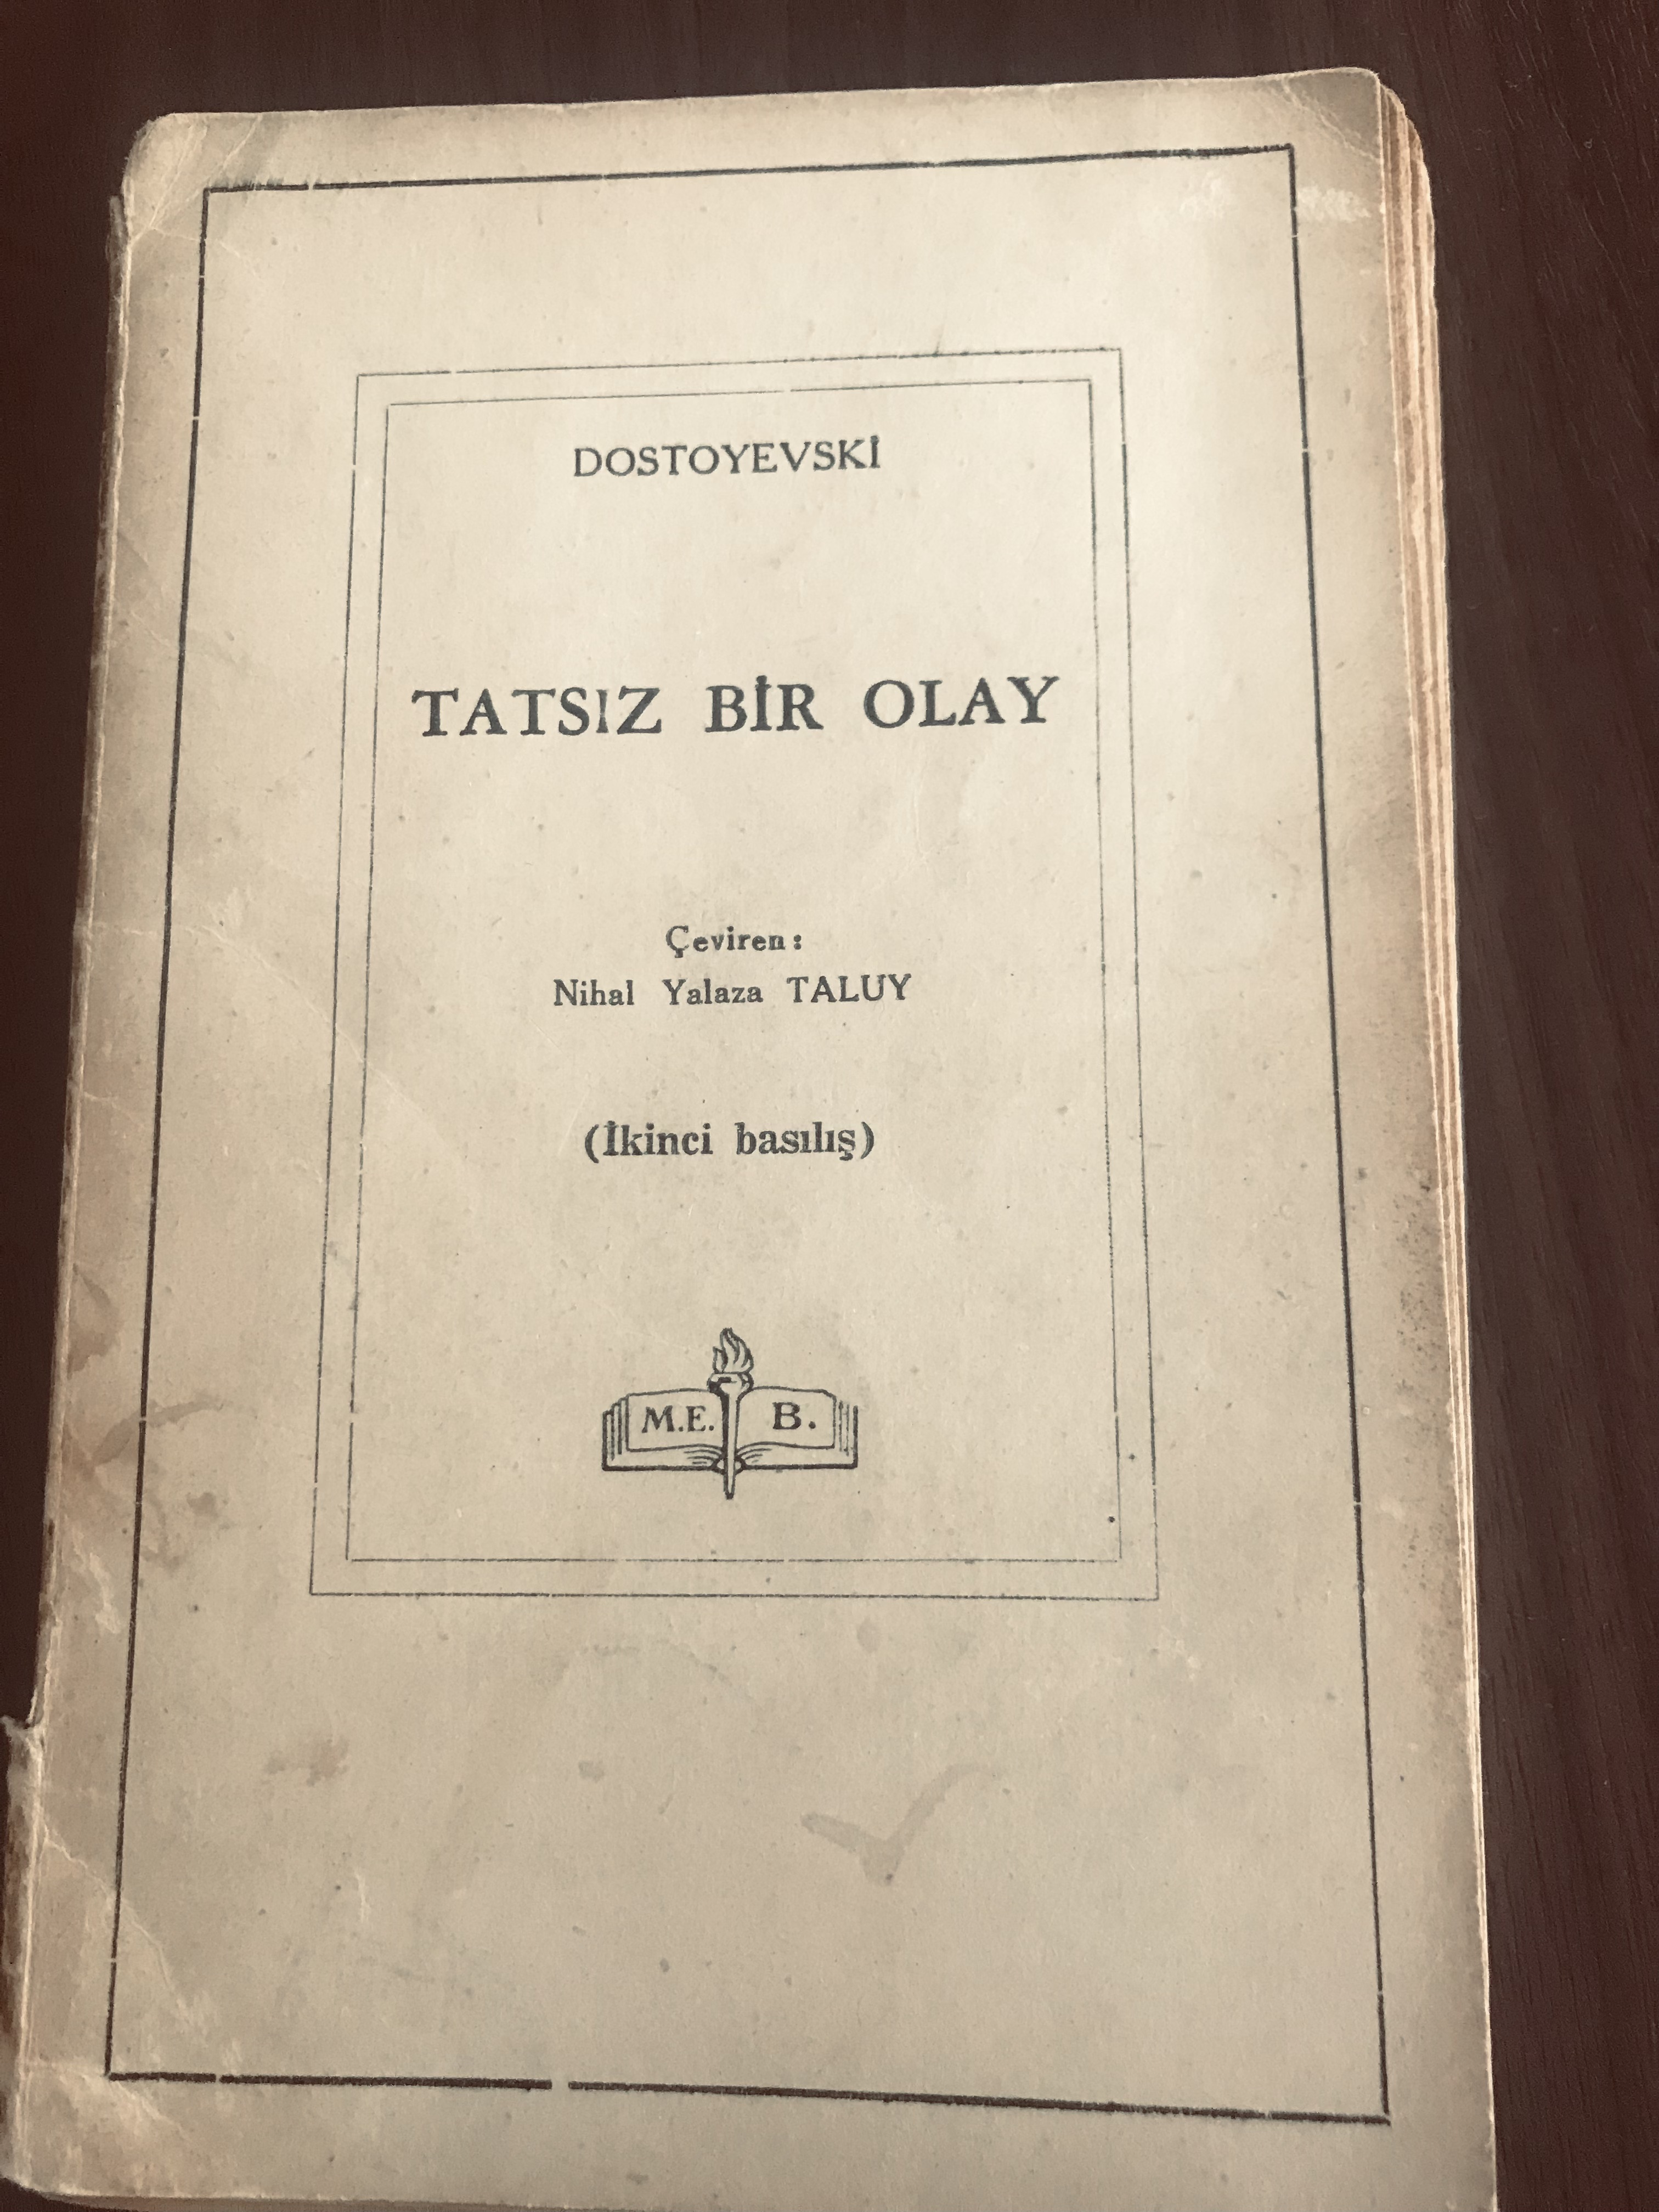 DOSTOYEVSKİ
TATSIZ BİR OLAY
Çeviren:
Nihal Yalaza TALUY
(İkinci basılış)
M.E. B.